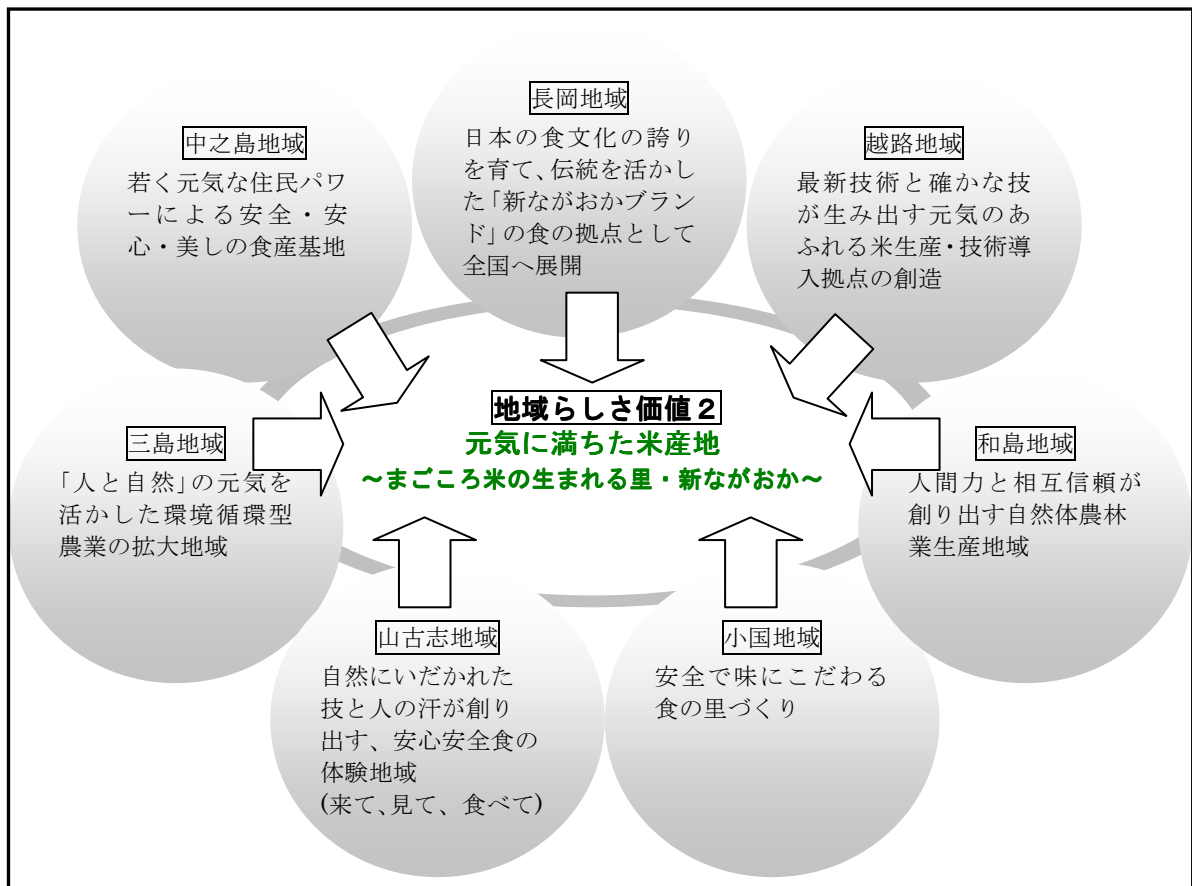 長岡地域
日本の食文化の誇り
を育て、伝統を活かし
た「新ながおかブラン
ド」の食の拠点として
全国へ展開
中之島地域
若く元気な住民パワ
ーによる安全・安
心・美しの食産基地
越路地域
最新技術と確かな技
が生み出す元気のあ
ふれる米生産・技術導
入拠点の創造
地域らしさ価値2
元気に満ちた米産地
～まごころ米の生まれる里・新ながおか～
三島地域
「人と自然」の元気を
活かした環境循環型
農業の拡大地域
和島地域
人間力と相互信頼が
創り出す自然体農林
業生産地域
山古志地域
自然にいだかれた
技と人の汗が創り
出す、安心安全食の
体験地域
(来て、見て、食べて)
小国地域
安全で味にこだわる
食の里づくり